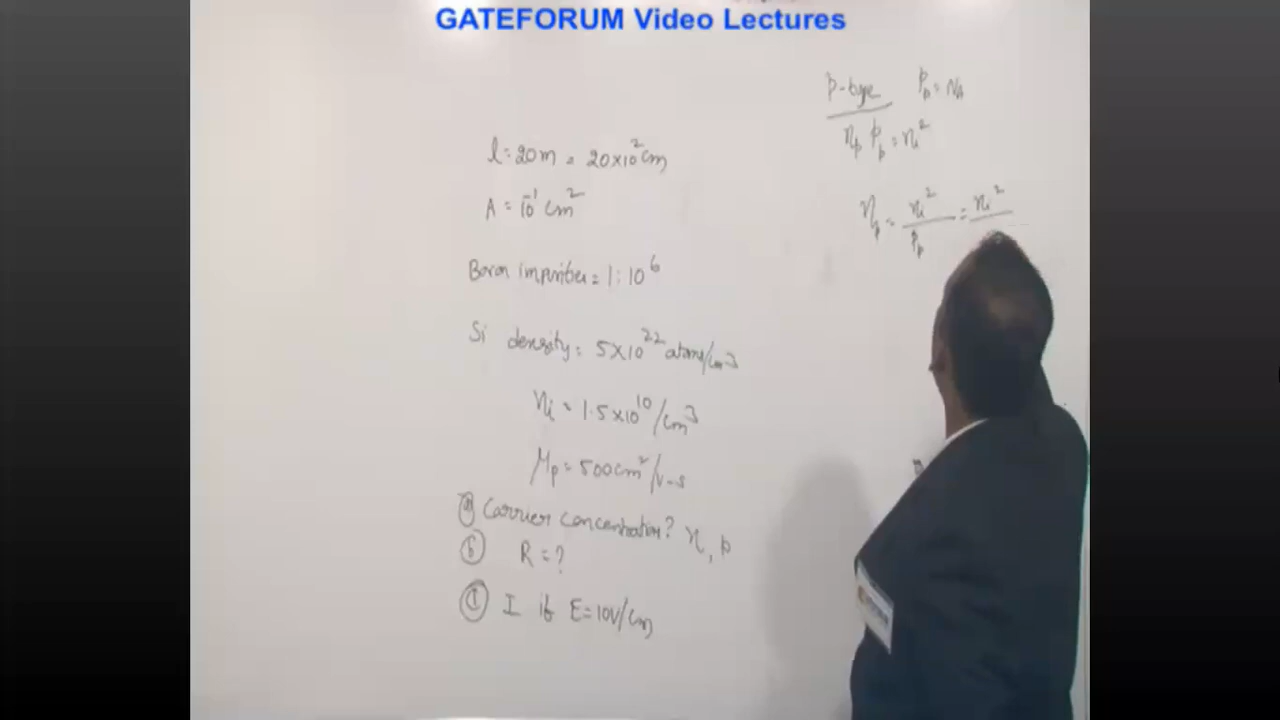 GATEFORUM Video Lectures
l = 20m = 20×10² cm
A = 10⁻¹ cm²
Boron impurities = 1:10⁶
Si density = 5×10²² atoms/cm³
nᵢ = 1.5×10¹⁰/cm³
μp = 500cm²/v-s
(a) Carrier concentration? n, p
(b) R = ?
I if E = 10V/cm
p-type pp = NA
np pp = nᵢ²
np = nᵢ²/pp = nᵢ²